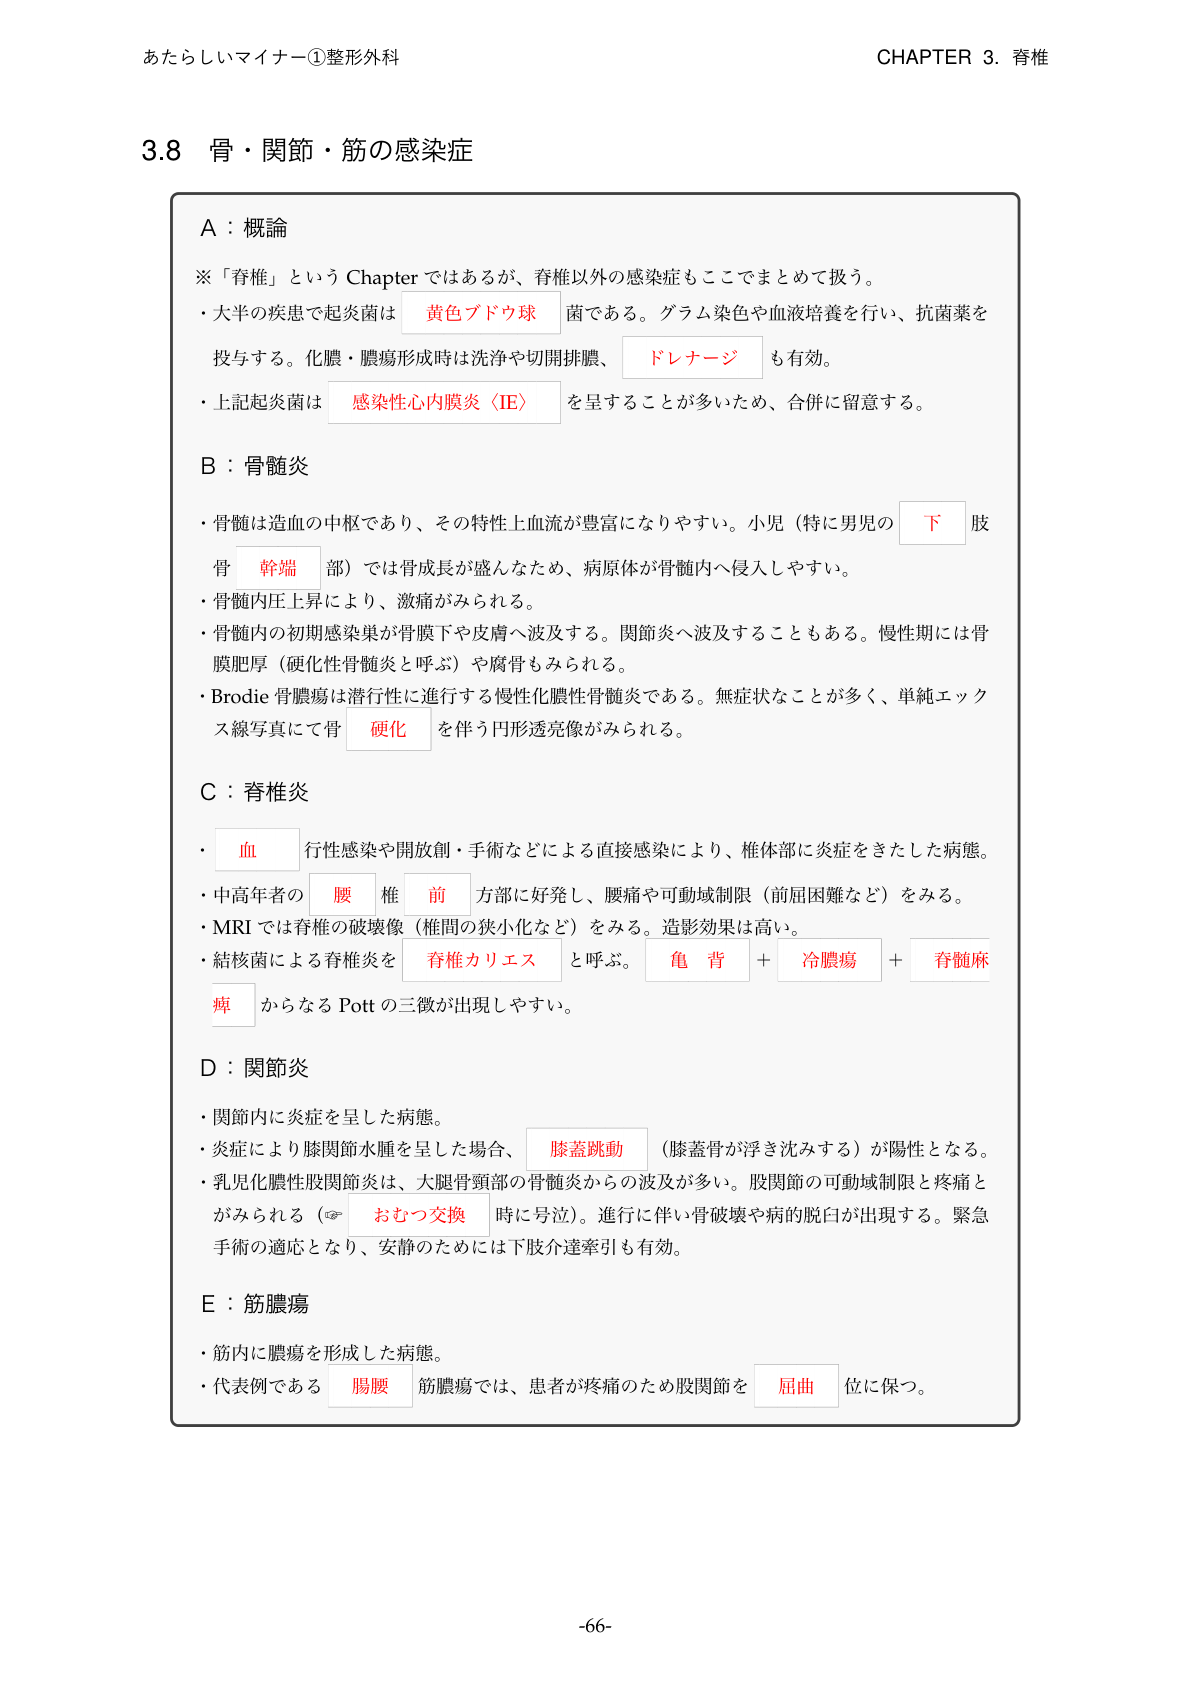 あたらしいマイナー①整形外科
CHAPTER 3. 脊椎
3.8 骨・関節・筋の感染症
A：概論
※「脊椎」という Chapter ではあるが、脊椎以外の感染症もここでまとめて扱う。
・大半の疾患で起炎菌は 黄色ブドウ球 菌である。グラム染色や血液培養を行い、抗菌薬を
投与する。化膿・膿瘍形成時は洗浄や切開排膿、 ドレナージ も有効。
・上記起炎菌は 感染性心内膜炎〈IE〉 を呈することが多いため、合併に留意する。
B：骨髄炎
・骨髄は造血の中枢であり、その特性上血流が豊富になりやすい。小児（特に男児の 下 肢
骨 幹端 部）では骨成長が盛んなため、病原体が骨髄内へ侵入しやすい。
・骨髄内圧上昇により、激痛がみられる。
・骨髄内の初期感染巣が骨膜下や皮膚へ波及する。関節炎へ波及することもある。慢性期には骨
膜肥厚（硬化性骨髄炎と呼ぶ）や腐骨もみられる。
・Brodie 骨膿瘍は潜行性に進行する慢性化膿性骨髄炎である。無症状なことが多く、単純エック
ス線写真にて骨 硬化 を伴う円形透亮像がみられる。
C：脊椎炎
・ 血 行性感染や開放創・手術などによる直接感染により、椎体部に炎症をきたした病態。
・中高年者の 腰 椎 前 方部に好発し、腰痛や可動域制限（前屈困難など）をみる。
・MRI では脊椎の破壊像（椎間の狭小化など）をみる。造影効果は高い。
・結核菌による脊椎炎を 脊椎カリエス と呼ぶ。 亀 背 ＋ 冷膿瘍 ＋ 脊髄麻
痺 からなる Pott の三徴が出現しやすい。
D：関節炎
・関節内に炎症を呈した病態。
・炎症により膝関節水腫を呈した場合、 膝蓋跳動 （膝蓋骨が浮き沈みする）が陽性となる。
・乳児化膿性股関節炎は、大腿骨頸部の骨髄炎からの波及が多い。股関節の可動域制限と疼痛と
がみられる（☞ おむつ交換 時に号泣）。進行に伴い骨破壊や病的脱臼が出現する。緊急
手術の適応となり、安静のためには下肢介達牽引も有効。
E：筋膿瘍
・筋内に膿瘍を形成した病態。
・代表例である 腸腰 筋膿瘍では、患者が疼痛のため股関節を 屈曲 位に保つ。
-66-